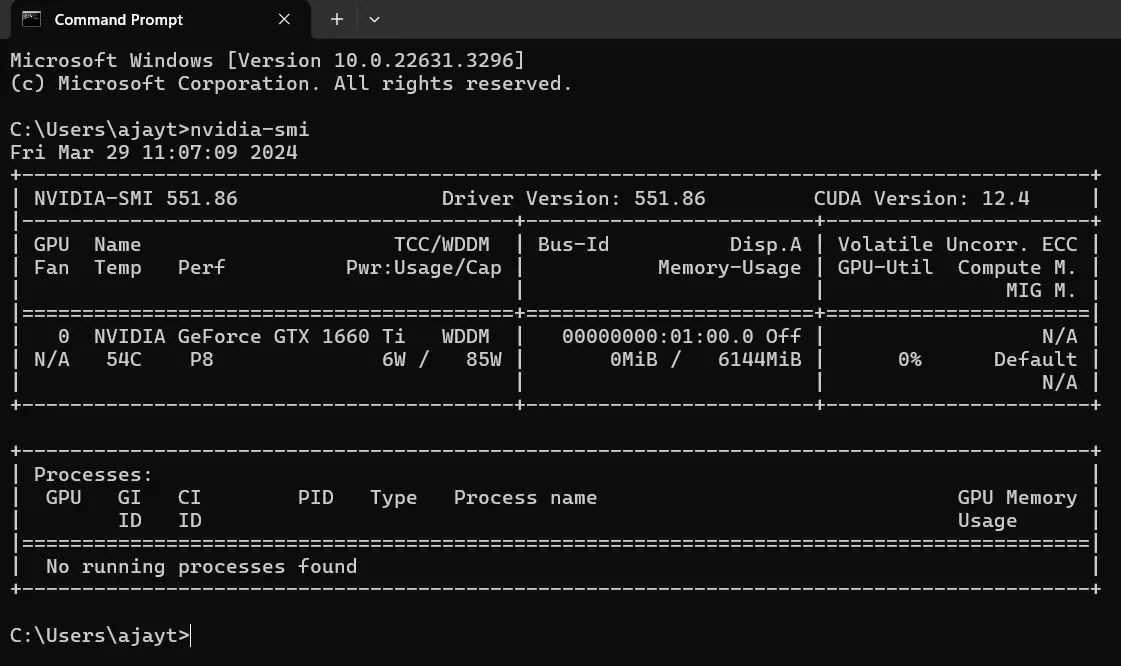 Command Prompt
Microsoft Windows [Version 10.0.22631.3296]
(c) Microsoft Corporation. All rights reserved.
C:\Users\ajayt>nvidia-smi
Fri Mar 29 11:07:09 2024
+-----------------------------------------------------------------------------------------+
| NVIDIA-SMI 551.86                 Driver Version: 551.86         CUDA Version: 12.4     |
|-----------------------------------------+------------------------+----------------------+
| GPU  Name                     TCC/WDDM  | Bus-Id          Disp.A | Volatile Uncorr. ECC |
| Fan  Temp   Perf          Pwr:Usage/Cap |           Memory-Usage | GPU-Util  Compute M. |
|                                         |                        |               MIG M. |
|=========================================+========================+======================|
|   0  NVIDIA GeForce GTX 1660 Ti   WDDM  |   00000000:01:00.0 Off |                  N/A |
| N/A   54C    P8              6W /   85W |       0MiB /   6144MiB |      0%      Default |
|                                         |                        |                  N/A |
+-----------------------------------------+------------------------+----------------------+
+-----------------------------------------------------------------------------------------+
| Processes:                                                                              |
|  GPU   GI   CI        PID   Type   Process name                              GPU Memory |
|        ID   ID                                                               Usage      |
|=========================================================================================|
|  No running processes found                                                             |
+-----------------------------------------------------------------------------------------+
C:\Users\ajayt>